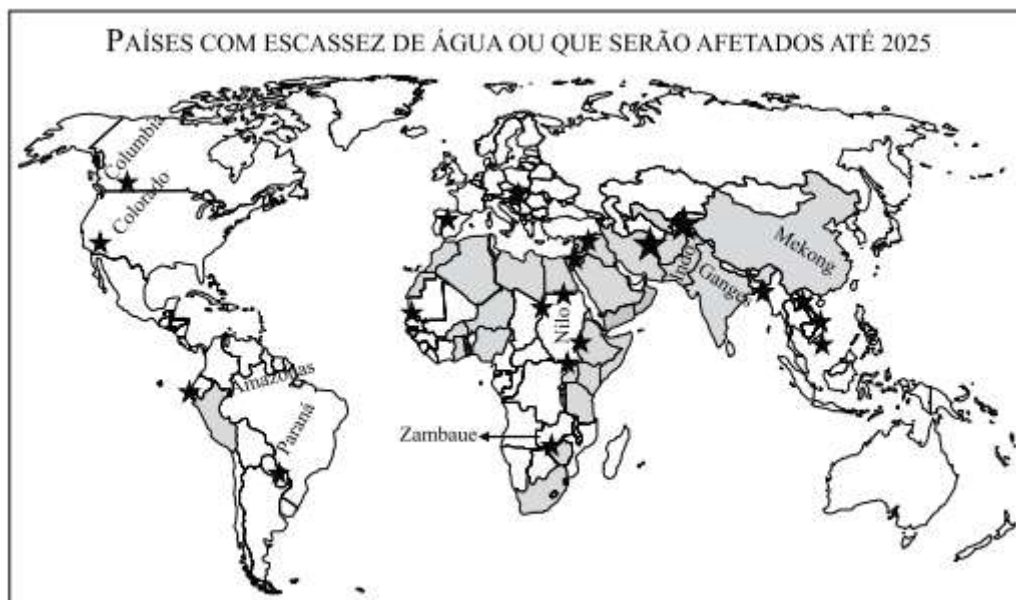 PAÍSES COM ESCASSEZ DE ÁGUA OU QUE SERÃO AFETADOS ATÉ 2025
Columbia
Colorado
Mekong
Ganges
Nilo
Amazonas
Paraná
Zambaue